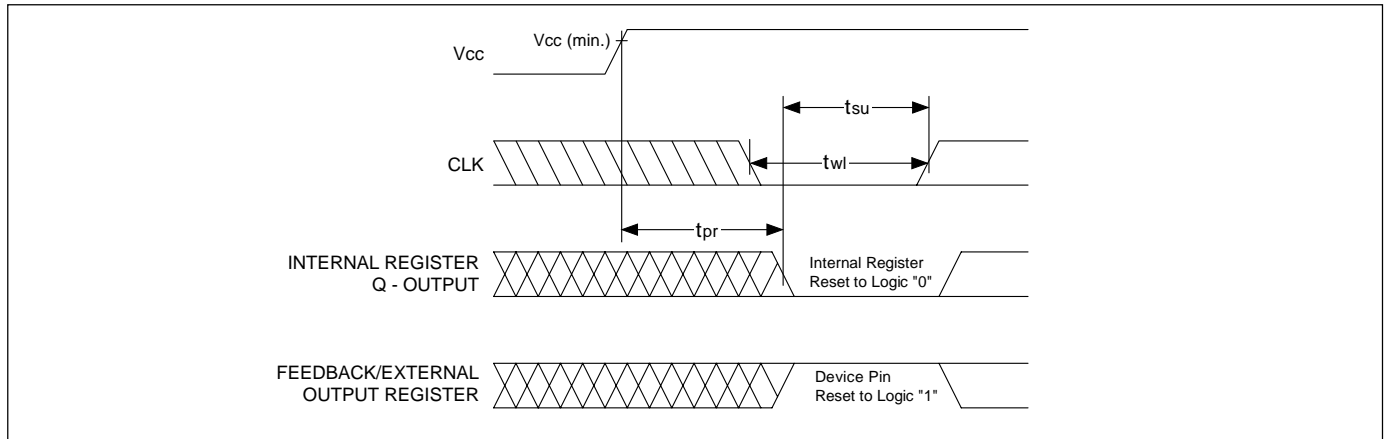 Vcc
Vcc (min.)
tsu
CLK
twl
tpr
INTERNAL REGISTER
Q - OUTPUT
Internal Register
Reset to Logic "0"
FEEDBACK/EXTERNAL
OUTPUT REGISTER
Device Pin
Reset to Logic "1"